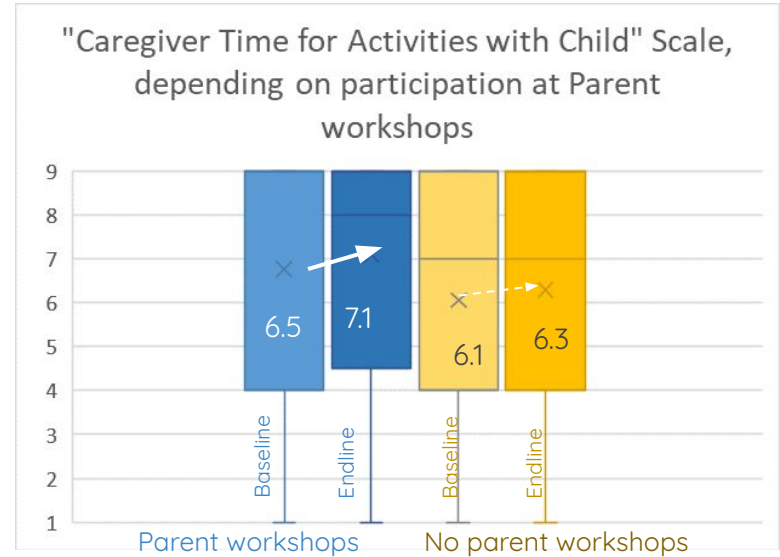 "Caregiver Time for Activities with Child" Scale,
depending on participation at Parent
workshops
9
8
7
6
5
4
3
2
1
6.5
7.1
6.1
6.3
Baseline
Endline
Baseline
Endline
Parent workshops
No parent workshops